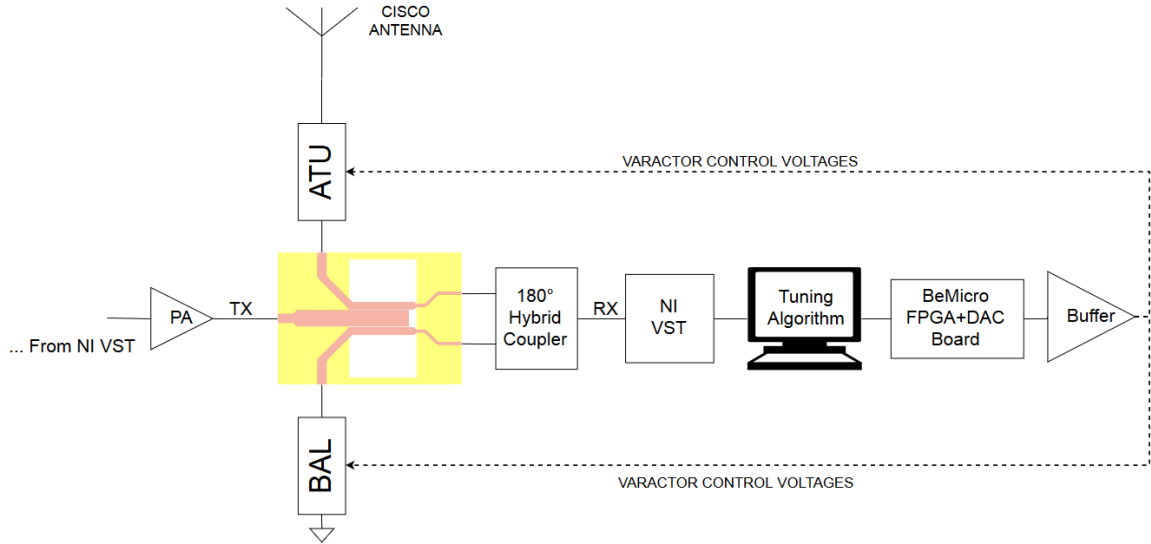 CISCO
ANTENNA
ATU
VARACTOR CONTROL VOLTAGES
PA
TX
... From NI VST
180°
Hybrid
Coupler
RX
NI
VST
Tuning
Algorithm
BeMicro
FPGA+DAC
Board
Buffer
BAL
VARACTOR CONTROL VOLTAGES